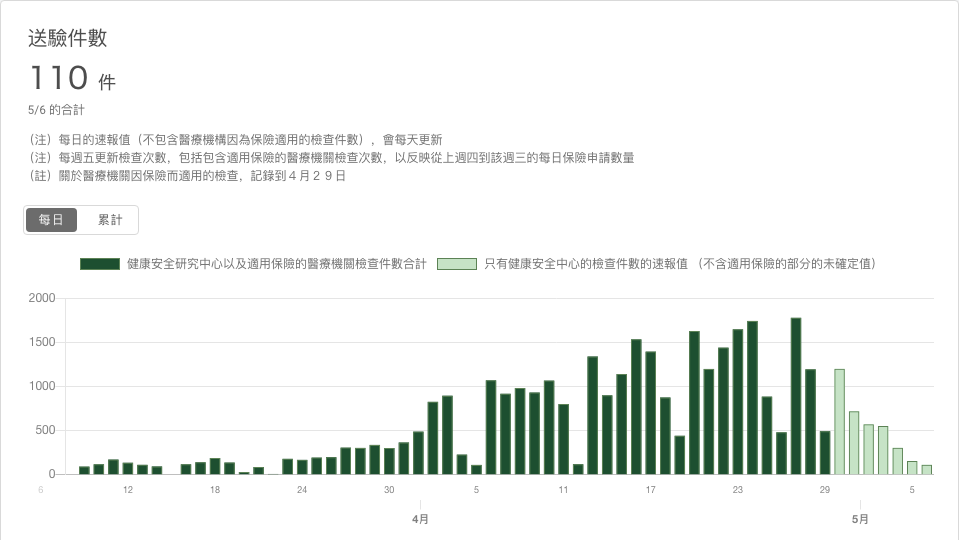 送驗件數
110 件
5/6 的合計
（注）每日的速報值（不包含醫療機構因為保險適用的檢查件數），會每天更新
（注）每週五更新檢查次數，包括包含適用保險的醫療機關檢查次數，以反映從上週四到該週三的每日保險申請數量
（註）關於醫療機關因保險而適用的檢查，記錄到４月２９日
每日 累計
健康安全研究中心以及適用保險的醫療機關檢查件數合計 只有健康安全中心的檢查件數的速報值 （不含適用保險的部分的未確定值）
2000
1500
1000
500
0
6 12 18 24 30 5 11 17 23 29 5
4月 5月